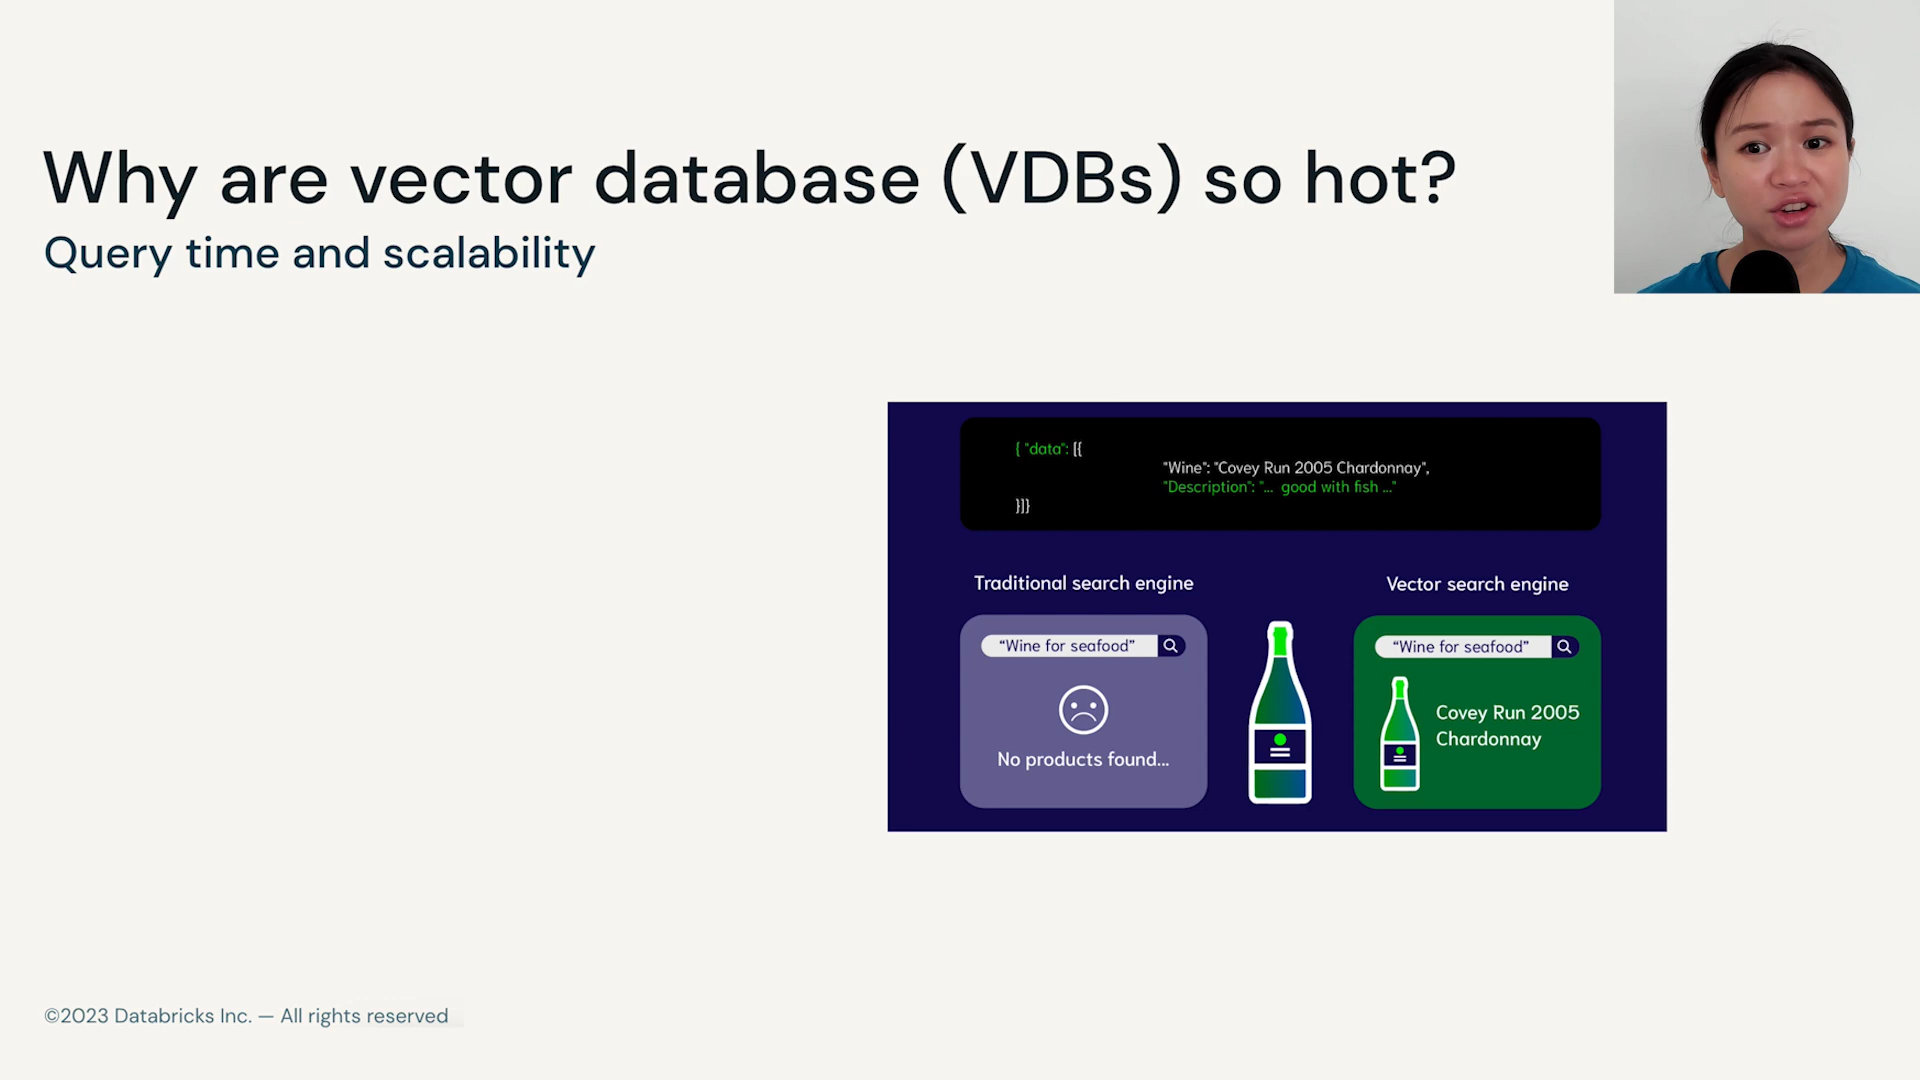 Why are vector database (VDBs) so hot?
Query time and scalability
{ "data": [{
"Wine": "Covey Run 2005 Chardonnay",
"Description": "... good with fish ..."
}]}
Traditional search engine
Vector search engine
“Wine for seafood”
No products found...
“Wine for seafood”
Covey Run 2005
Chardonnay
©2023 Databricks Inc. — All rights reserved